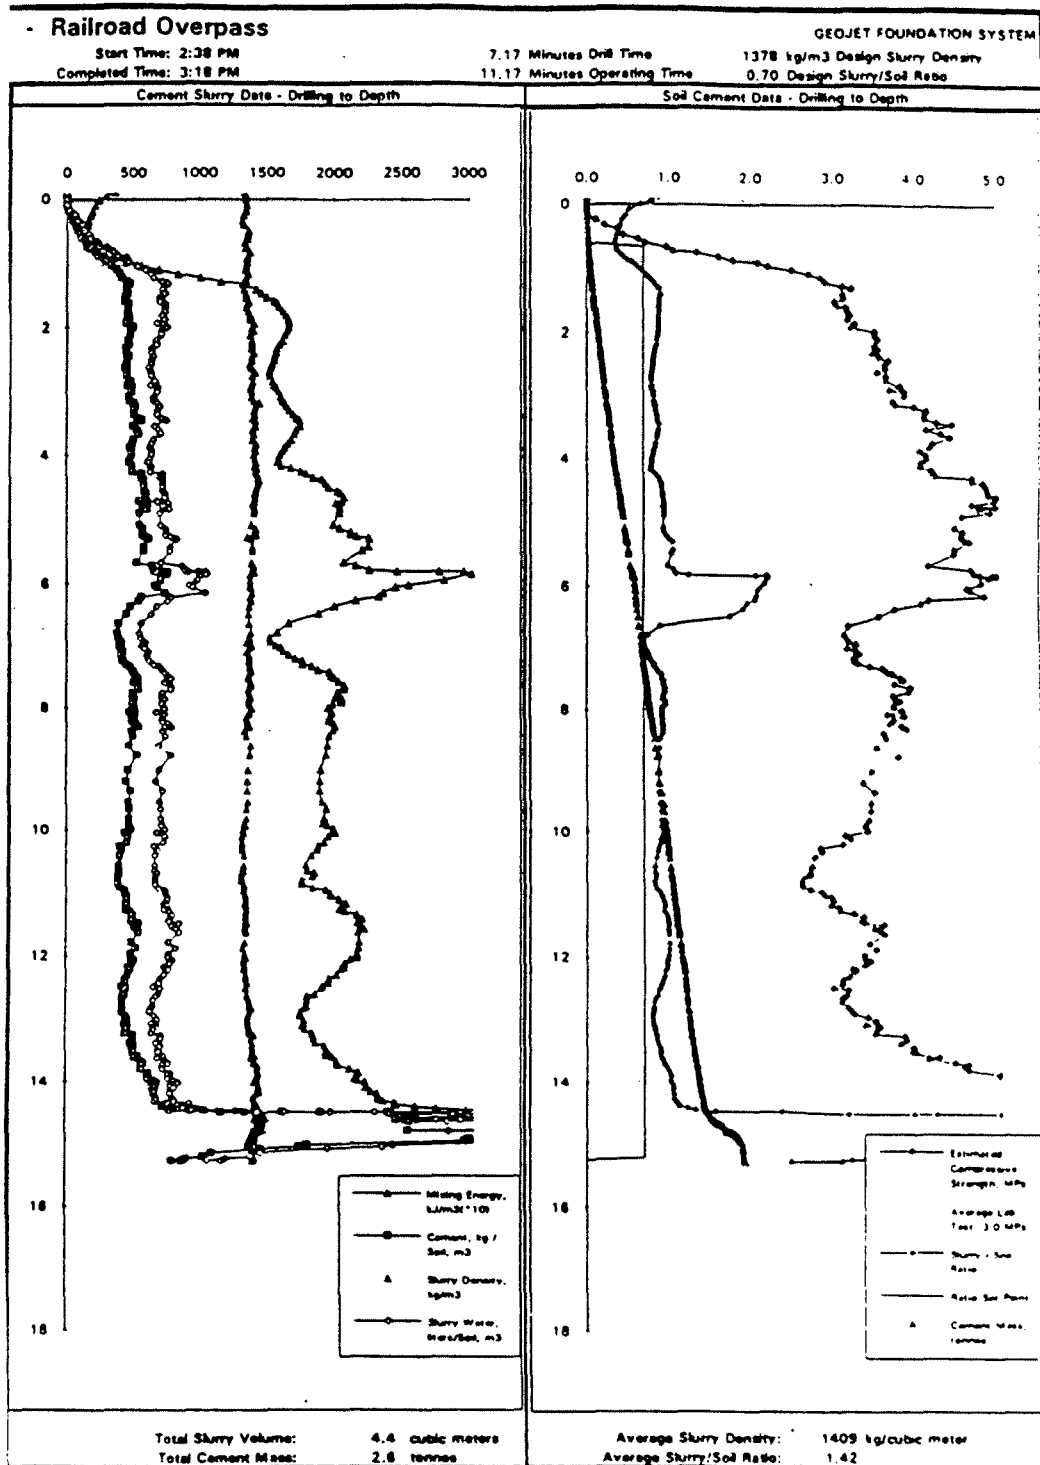 - Railroad Overpass
GEOJET FOUNDATION SYSTEM
Start Time: 2:38 PM
7.17 Minutes Drill Time
1378 kg/m3 Design Slurry Density
Completed Time: 3:18 PM
11.17 Minutes Operating Time
0.70 Design Slurry/Soil Ratio
Cement Slurry Data - Drilling to Depth
Soil Cement Data - Drilling to Depth
0 500 1000 1500 2000 2500 3000
0.0 1.0 2.0 3.0 4.0 5.0
0
2
4
6
8
10
12
14
16
18
0
2
4
6
8
10
12
14
16
18
Mixing Energy,
kJ/m3(*10)
Cement, kg /
Soil, m3
Slurry Density,
kg/m3
Slurry Water,
liters/Soil, m3
Estimated
Compressive
Strength, MPa
Average Lab
Test: 3.0 MPa
Slurry / Soil
Ratio
Ratio Set Point
Cement Mass,
tonnes
Total Slurry Volume: 4.4 cubic meters
Average Slurry Density: 1409 kg/cubic meter
Total Cement Mass: 2.6 tonnes
Average Slurry/Soil Ratio: 1.42